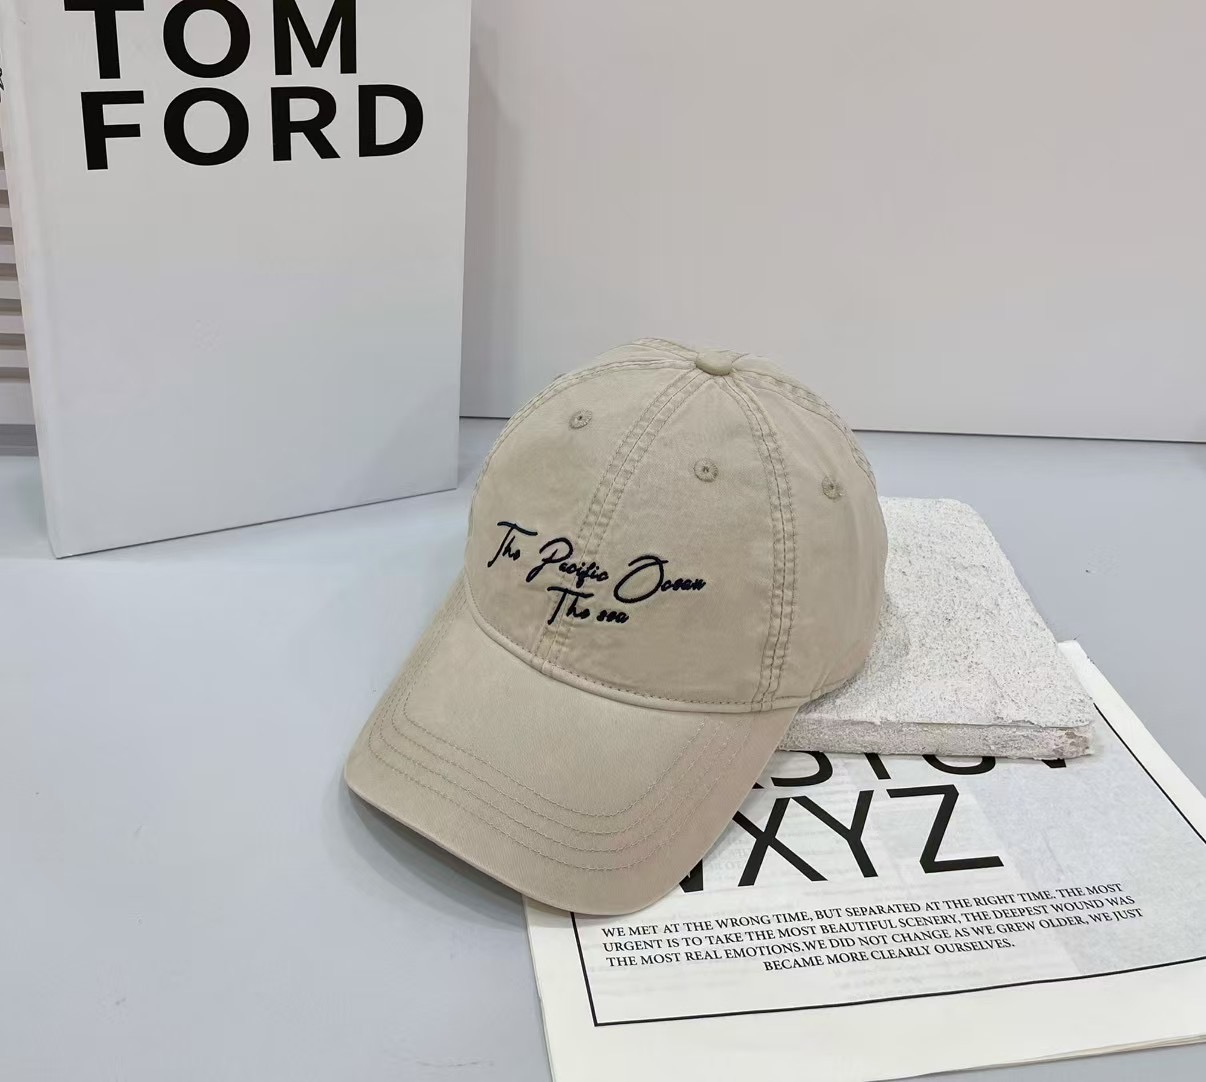 TOM
FORD
The Pacific Ocean
The sea
XYZ
WE MET AT THE WRONG TIME, BUT SEPARATED AT THE RIGHT TIME. THE MOST
URGENT IS TO TAKE THE MOST BEAUTIFUL SCENERY, THE DEEPEST WOUND WAS
THE MOST REAL EMOTIONS.WE DID NOT CHANGE AS WE GREW OLDER, WE JUST
BECAME MORE CLEARLY OURSELVES.